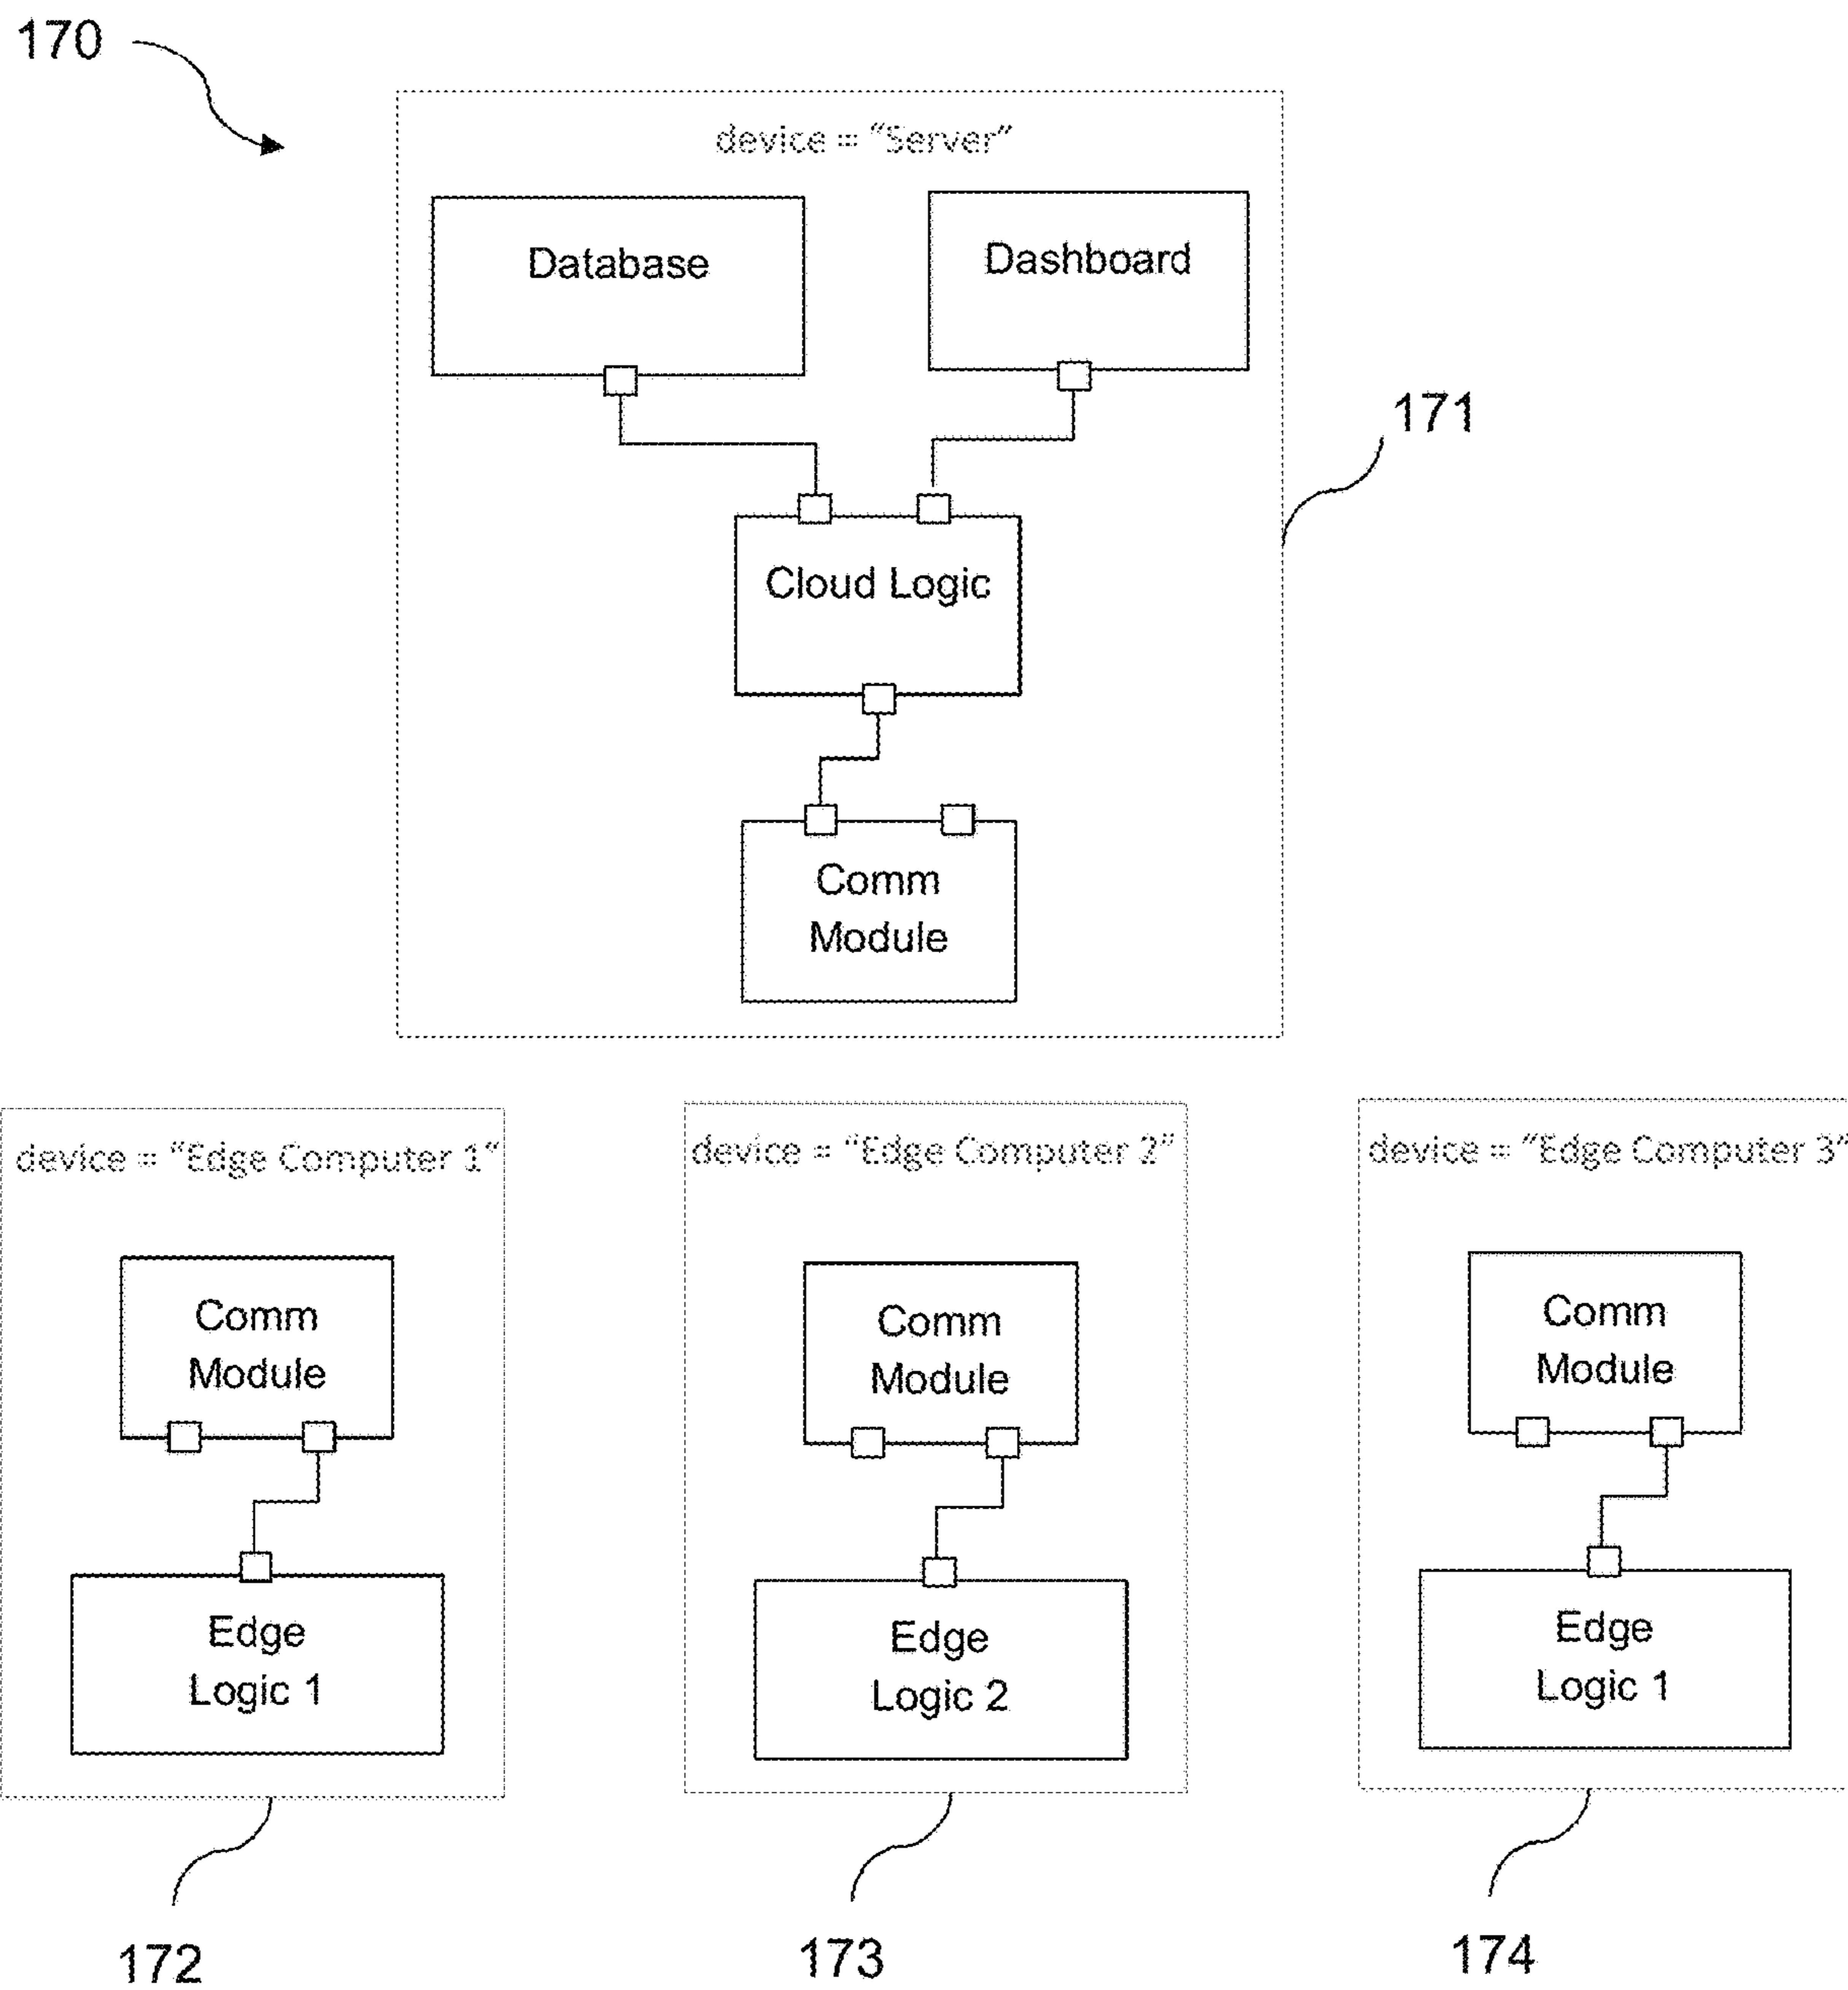 170
device = “Server”
Database
Dashboard
171
Cloud Logic
Comm
Module
device = “Edge Computer 1“
device = “Edge Computer 2”
device = “Edge Computer 3”
Comm
Module
Comm
Module
Comm
Module
Edge
Logic 1
Edge
Logic 2
Edge
Logic 1
172
173
174